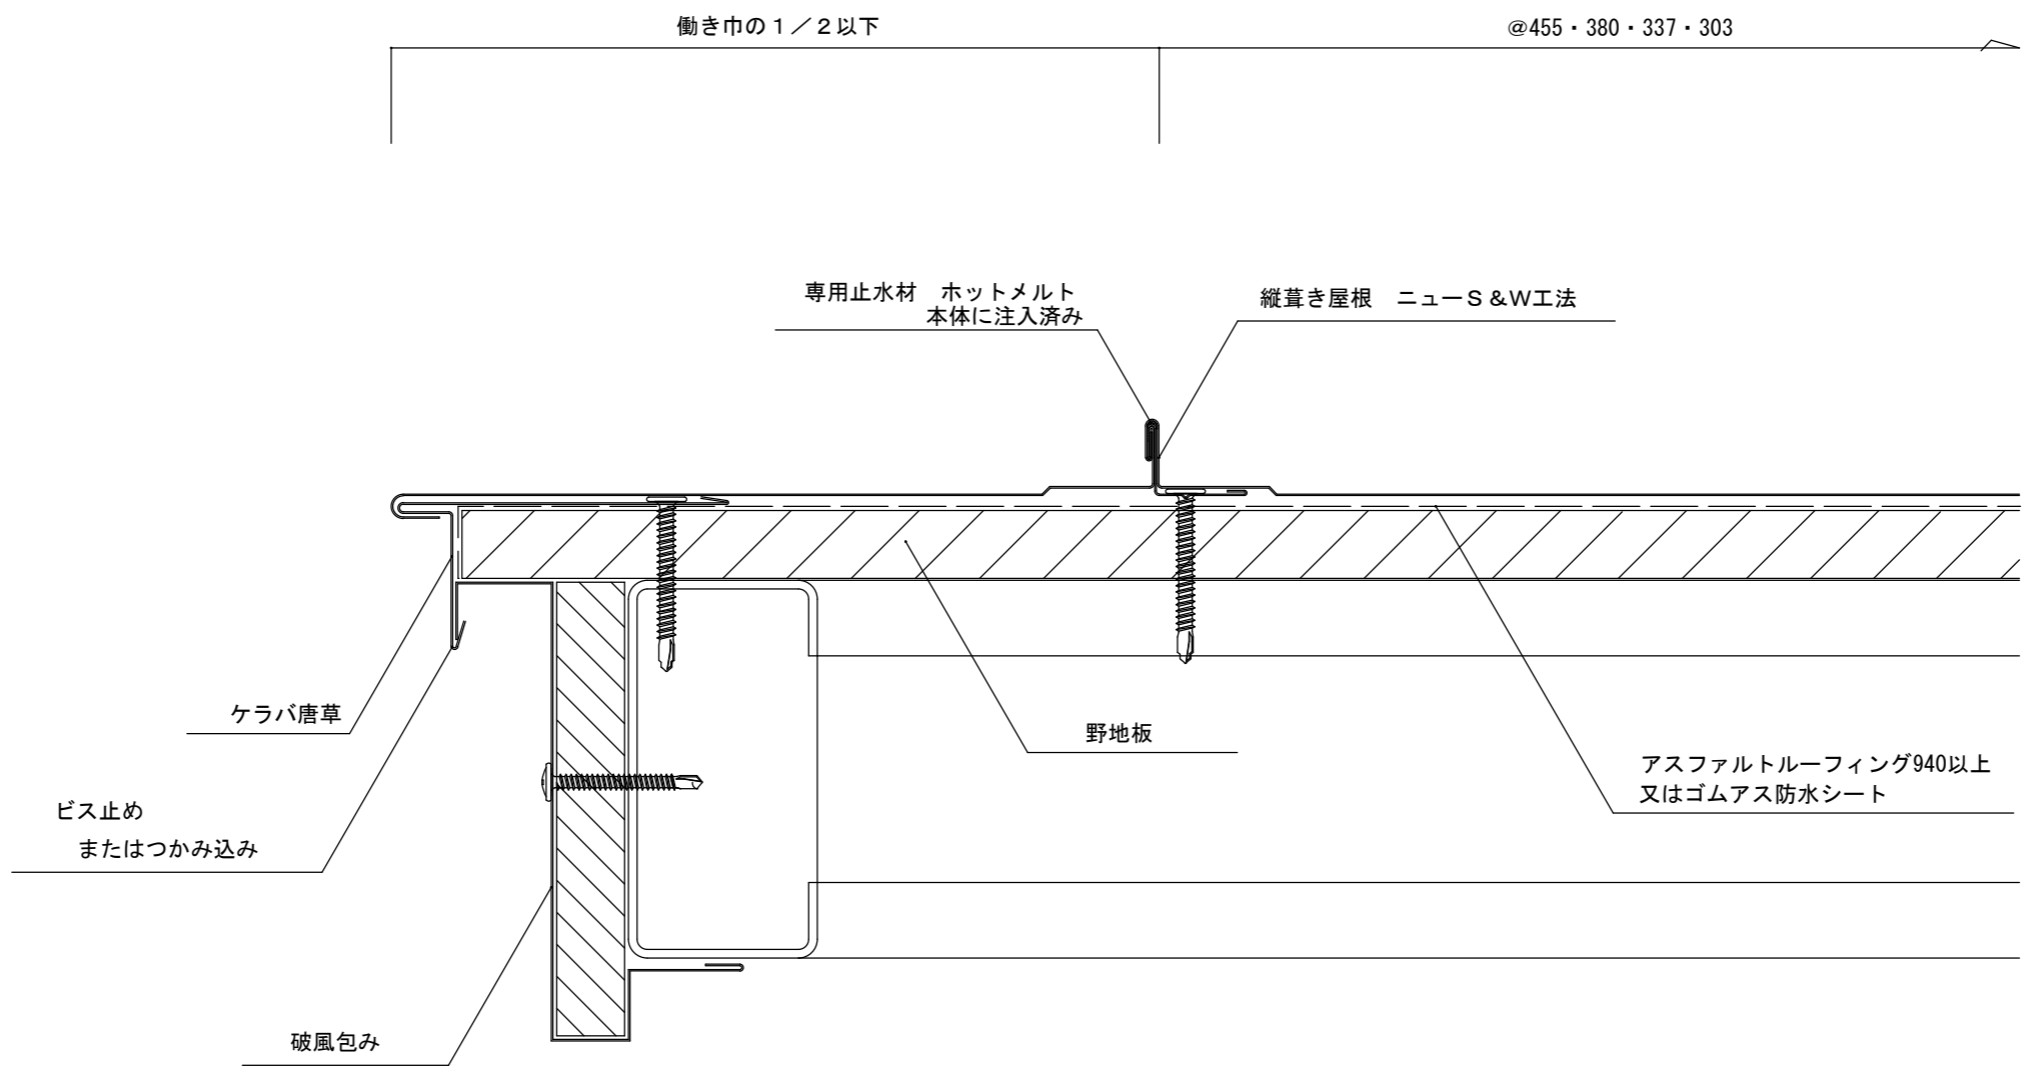 働き巾の1／2以下
@455・380・337・303
専用止水材　ホットメルト
本体に注入済み
縦葺き屋根　ニューS&W工法
ケラバ唐草
野地板
アスファルトルーフィング940以上
又はゴムアス防水シート
ビス止め
またはつかみ込み
破風包み